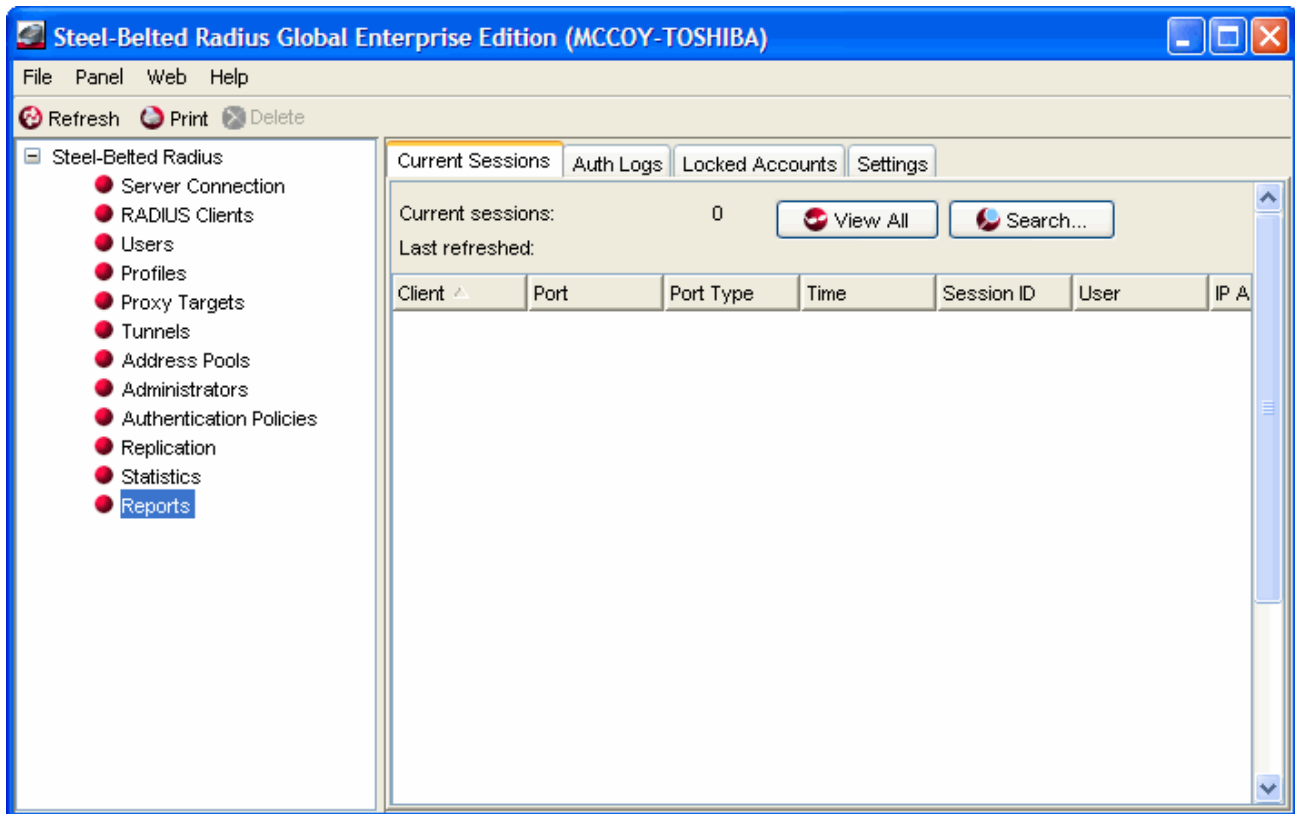 Steel-Belted Radius Global Enterprise Edition (MCCOY-TOSHIBA)
File Panel Web Help
Refresh Print Delete
Steel-Belted Radius
Server Connection
RADIUS Clients
Users
Profiles
Proxy Targets
Tunnels
Address Pools
Administrators
Authentication Policies
Replication
Statistics
Reports
Current Sessions Auth Logs Locked Accounts Settings
Current sessions: 0 View All Search...
Last refreshed:
Client Port Port Type Time Session ID User IP A